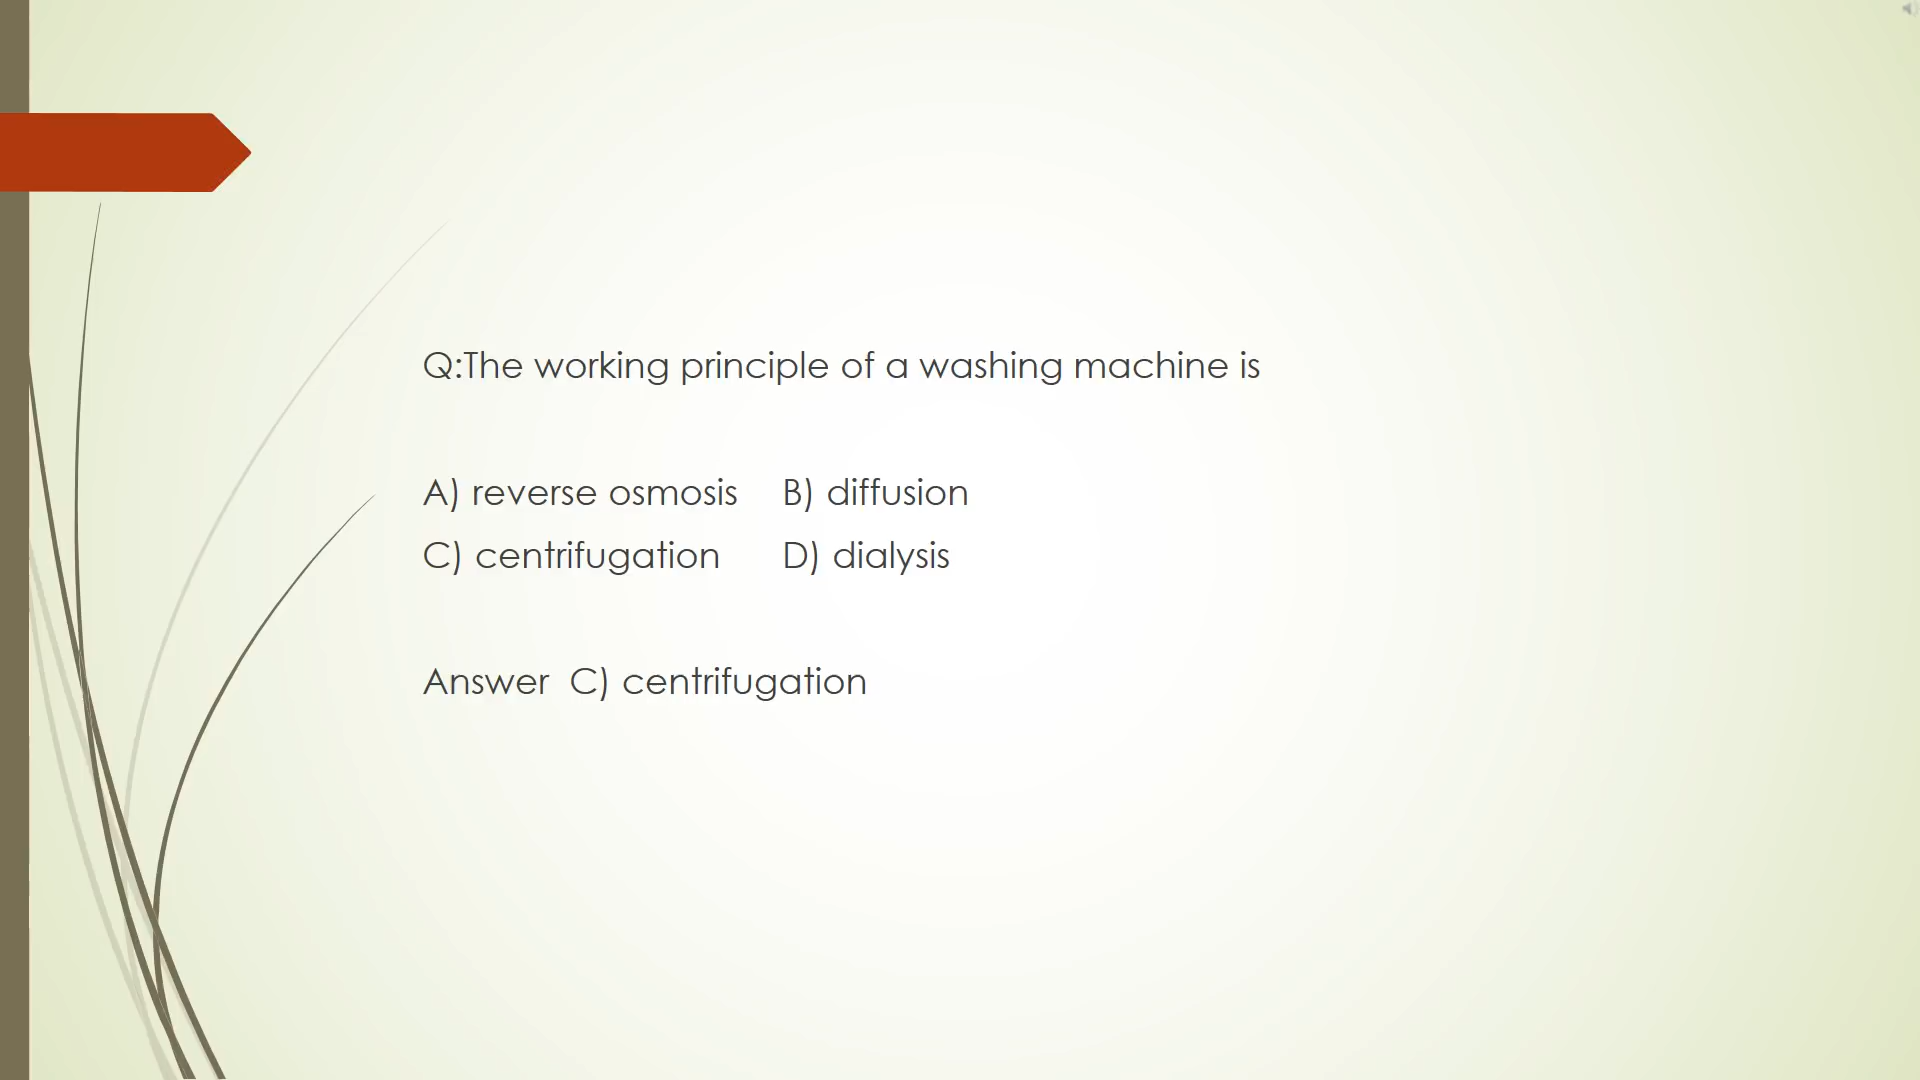 Q:The working principle of a washing machine is
A) reverse osmosis B) diffusion
C) centrifugation D) dialysis
Answer C) centrifugation